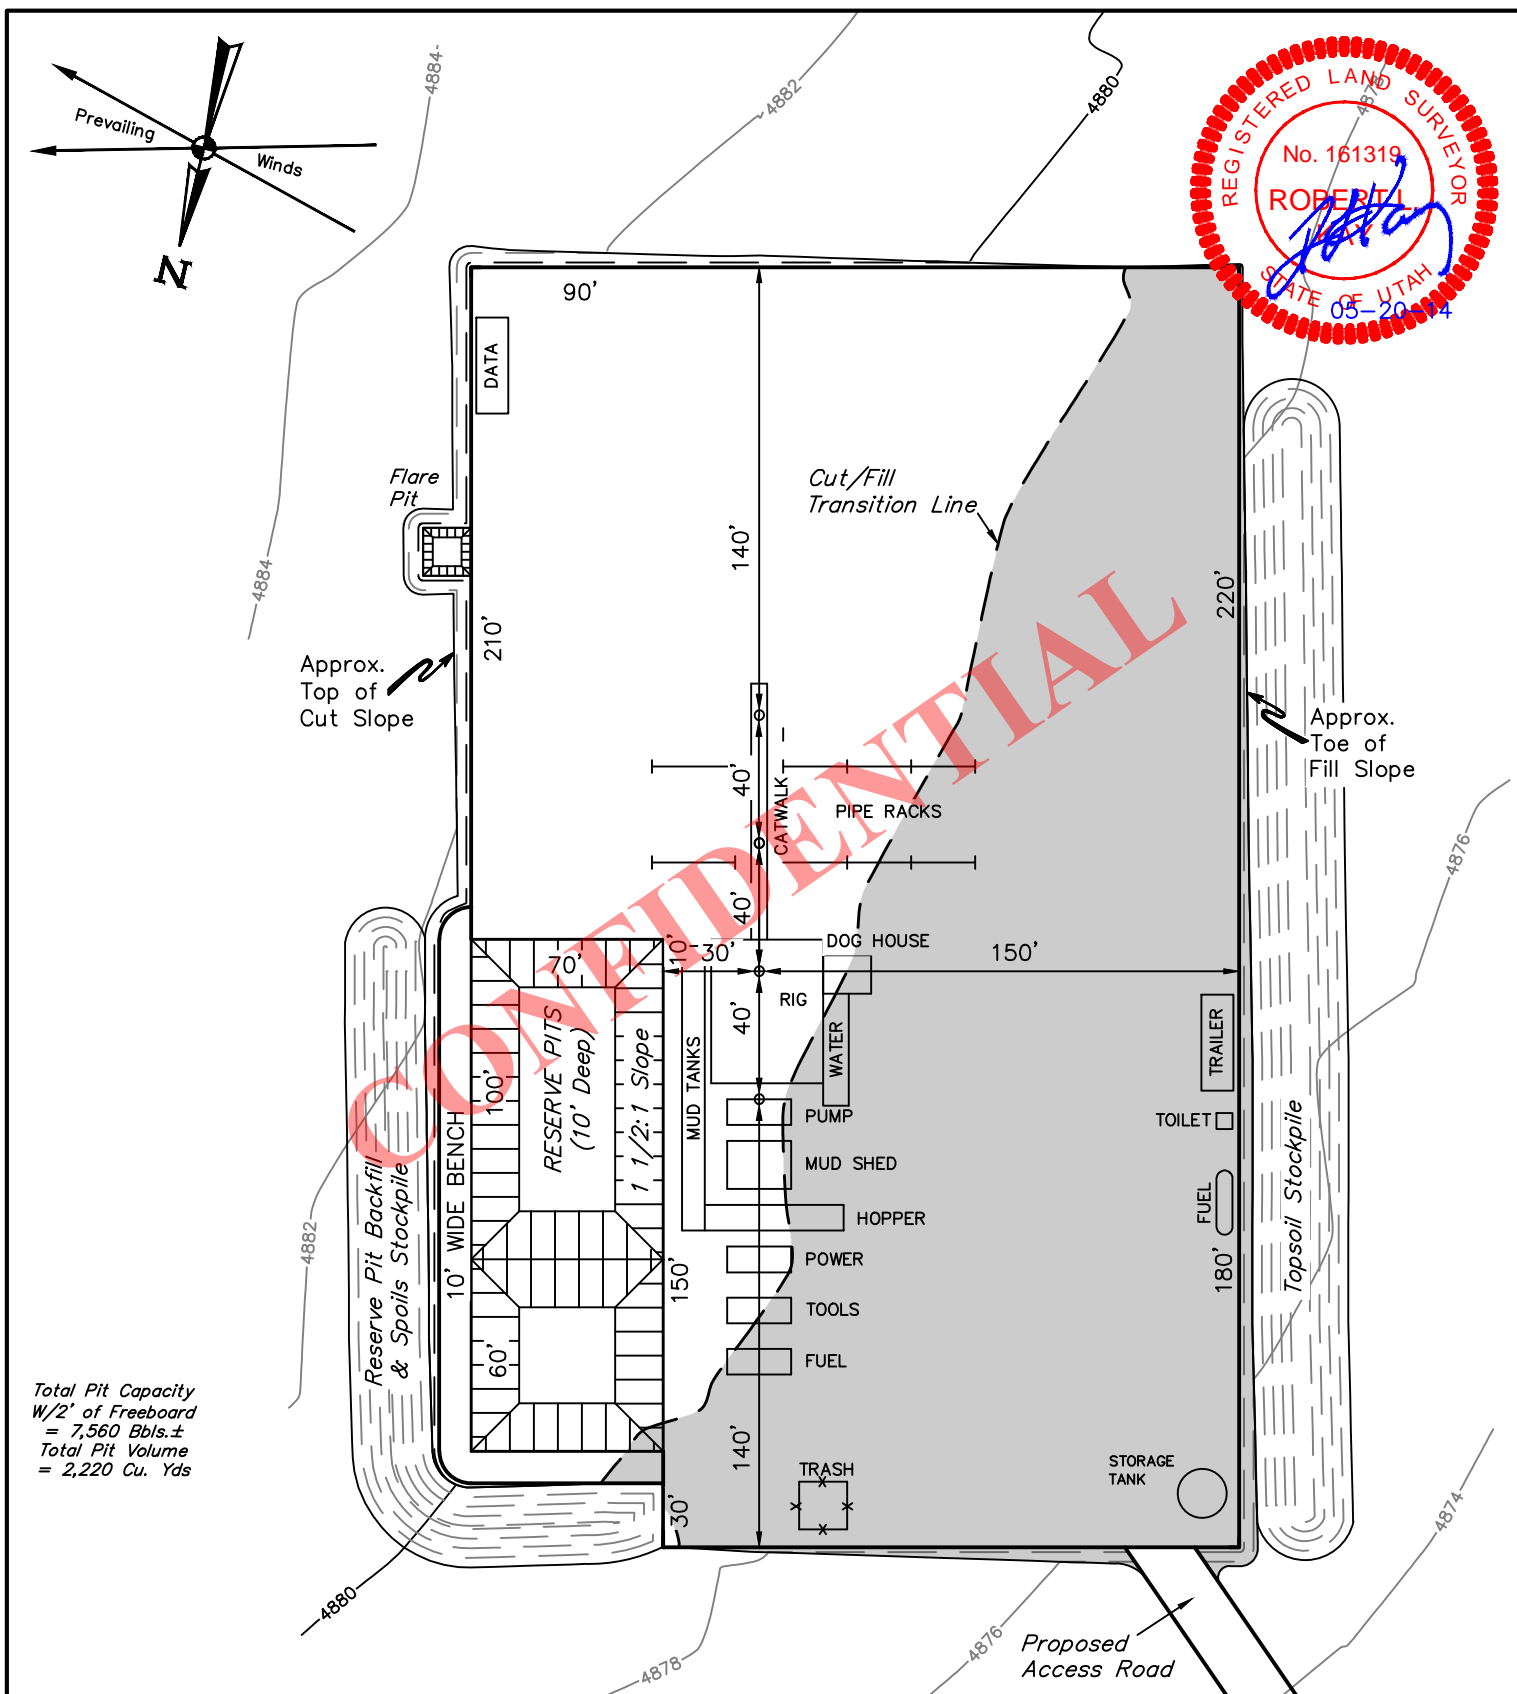 Prevailing
Winds
N
4884
4882
4880
4878
REGISTERED LAND SURVEYOR
No. 161319
ROBERT L.
KAY
STATE OF UTAH
05-20-14
90'
DATA
Flare
Pit
Cut/Fill
Transition Line
140'
4884
210'
220'
Approx.
Top of
Cut Slope
Approx.
Toe of
Fill Slope
CONFIDENTIAL
40'
CATWALK
PIPE RACKS
40'
4876
DOG HOUSE
70'
10'
30'
150'
RIG
40'
WATER
TRAILER
RESERVE PITS
(10' Deep)
1 1/2:1 Slope
MUD TANKS
100'
PUMP
TOILET
MUD SHED
10' WIDE BENCH
Reserve Pit Backfill
& Spoils Stockpile
Topsoil Stockpile
FUEL
HOPPER
4882
150'
POWER
180'
TOOLS
60'
FUEL
Total Pit Capacity
W/2' of Freeboard
= 7,560 Bbls.±
Total Pit Volume
= 2,220 Cu. Yds
140'
TRASH
STORAGE
TANK
30'
4874
4880
4878
4876
Proposed
Access Road